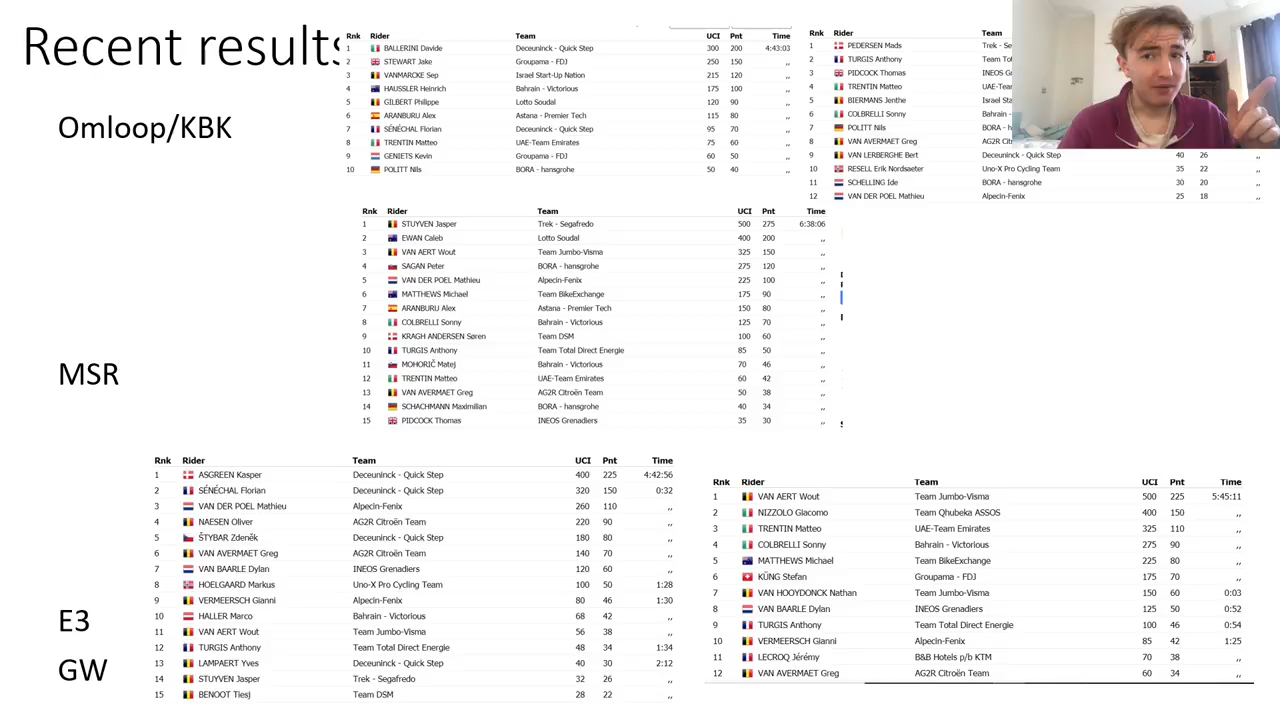 Recent results
Rnk Rider Team UCI Pnt Time
1 BALLERINI Davide Deceuninck - Quick Step 300 200 4:43:03
2 STEWART Jake Groupama - FDJ 250 150 ,,
3 VANMARCKE Sep Israel Start-Up Nation 215 120 ,,
4 HAUSSLER Heinrich Bahrain - Victorious 175 100 ,,
5 GILBERT Philippe Lotto Soudal 120 90 ,,
6 ARANBURU Alex Astana - Premier Tech 115 80 ,,
7 SÉNÉCHAL Florian Deceuninck - Quick Step 95 70 ,,
8 TRENTIN Matteo UAE-Team Emirates 75 60 ,,
9 GENIETS Kevin Groupama - FDJ 60 50 ,,
10 POLITT Nils BORA - hansgrohe 50 40 ,,
Rnk Rider Team
1 PEDERSEN Mads Trek - Se
2 TURGIS Anthony Team Tot
3 PIDCOCK Thomas INEOS G
4 TRENTIN Matteo UAE-Tear
5 BIERMANS Jenthe Israel Sta
6 COLBRELLI Sonny Bahrain -
7 POLITT Nils BORA - h
8 VAN AVERMAET Greg AG2R Cit
9 VAN LERBERGHE Bert Deceuninck - Quick Step 40 26 ,,
10 RESELL Erik Nordsæter Uno-X Pro Cycling Team 35 22 ,,
11 SCHELLING Ide BORA - hansgrohe 30 20 ,,
12 VAN DER POEL Mathieu Alpecin-Fenix 25 18 ,,
Omloop/KBK
Rnk Rider Team UCI Pnt Time
1 STUYVEN Jasper Trek - Segafredo 500 275 6:38:06
2 EWAN Caleb Lotto Soudal 400 200 ,,
3 VAN AERT Wout Team Jumbo-Visma 325 150 ,,
4 SAGAN Peter BORA - hansgrohe 275 120 ,,
5 VAN DER POEL Mathieu Alpecin-Fenix 225 100 ,,
6 MATTHEWS Michael Team BikeExchange 175 90 ,,
7 ARANBURU Alex Astana - Premier Tech 150 80 ,,
8 COLBRELLI Sonny Bahrain - Victorious 125 70 ,,
9 KRAGH ANDERSEN Søren Team DSM 100 60 ,,
10 TURGIS Anthony Team Total Direct Energie 85 50 ,,
11 MOHORIČ Matej Bahrain - Victorious 70 46 ,,
12 TRENTIN Matteo UAE-Team Emirates 60 42 ,,
13 VAN AVERMAET Greg AG2R Citroën Team 50 38 ,,
14 SCHACHMANN Maximilian BORA - hansgrohe 40 34 ,,
15 PIDCOCK Thomas INEOS Grenadiers 35 30 ,,
MSR
Rnk Rider Team UCI Pnt Time
1 ASGREEN Kasper Deceuninck - Quick Step 400 225 4:42:56
2 SÉNÉCHAL Florian Deceuninck - Quick Step 320 150 0:32
3 VAN DER POEL Mathieu Alpecin-Fenix 260 110 ,,
4 NAESEN Oliver AG2R Citroën Team 220 90 ,,
5 ŠTYBAR Zdeněk Deceuninck - Quick Step 180 80 ,,
6 VAN AVERMAET Greg AG2R Citroën Team 140 70 ,,
7 VAN BAARLE Dylan INEOS Grenadiers 120 60 ,,
8 HOELGAARD Markus Uno-X Pro Cycling Team 100 50 1:28
9 VERMEERSCH Gianni Alpecin-Fenix 80 46 1:30
10 HALLER Marco Bahrain - Victorious 68 42 ,,
11 VAN AERT Wout Team Jumbo-Visma 56 38 ,,
12 TURGIS Anthony Team Total Direct Energie 48 34 1:34
13 LAMPAERT Yves Deceuninck - Quick Step 40 30 2:12
14 STUYVEN Jasper Trek - Segafredo 32 26 ,,
15 BENOOT Tiesj Team DSM 28 22 ,,
E3
GW
Rnk Rider Team UCI Pnt Time
1 VAN AERT Wout Team Jumbo-Visma 500 225 5:45:11
2 NIZZOLO Giacomo Team Qhubeka ASSOS 400 150 ,,
3 TRENTIN Matteo UAE-Team Emirates 325 110 ,,
4 COLBRELLI Sonny Bahrain - Victorious 275 90 ,,
5 MATTHEWS Michael Team BikeExchange 225 80 ,,
6 KÜNG Stefan Groupama - FDJ 175 70 ,,
7 VAN HOOYDONCK Nathan Team Jumbo-Visma 150 60 0:03
8 VAN BAARLE Dylan INEOS Grenadiers 125 50 0:52
9 TURGIS Anthony Team Total Direct Energie 100 46 0:54
10 VERMEERSCH Gianni Alpecin-Fenix 85 42 1:25
11 LECROQ Jérémy B&B Hotels p/b KTM 70 38 ,,
12 VAN AVERMAET Greg AG2R Citroën Team 60 34 ,,